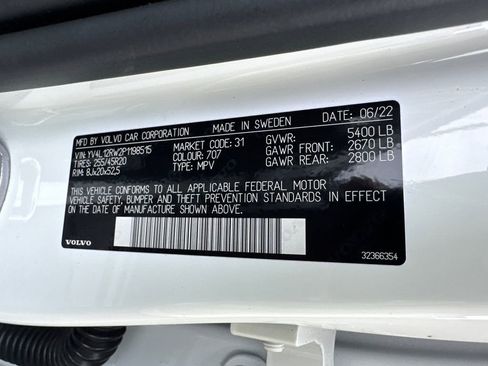 MFD BY VOLVO CAR CORPORATION MADE IN SWEDEN DATE: 06/22
VIN: YV4L12RW2P1198515 MARKET CODE: 31 GVWR: 5400 LB
TIRES: 255/45R20 COLOUR: 707 GAWR FRONT: 2670 LB
RIM: 8Jx20x52,5 TYPE: MPV GAWR REAR: 2800 LB
THIS VEHICLE CONFORMS TO ALL APPLICABLE FEDERAL MOTOR
VEHICLE SAFETY, BUMPER AND THEFT PREVENTION STANDARDS IN EFFECT ON
THE DATE OF MANUFACTURE SHOWN ABOVE
VOLVO 32366354